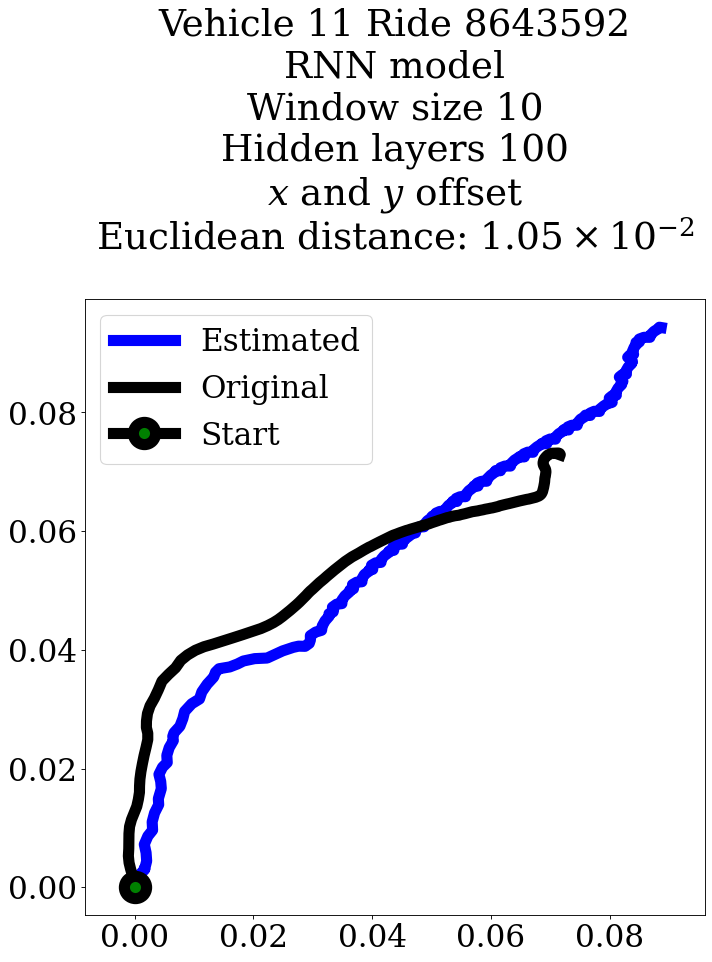 Vehicle 11 Ride 8643592
RNN model
Window size 10
Hidden layers 100
x and y offset
Euclidean distance: 1.05 × 10⁻²
Estimated
Original
Start
0.08
0.06
0.04
0.02
0.00
0.00 0.02 0.04 0.06 0.08